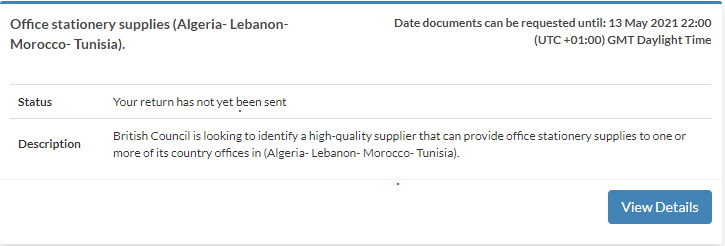 Office stationery supplies (Algeria- Lebanon-
Morocco- Tunisia).
Date documents can be requested until: 13 May 2021 22:00
(UTC +01:00) GMT Daylight Time
Status
Your return has not yet been sent
Description
British Council is looking to identify a high-quality supplier that can provide office stationery supplies to one or
more of its country offices in (Algeria- Lebanon- Morocco- Tunisia).
View Details